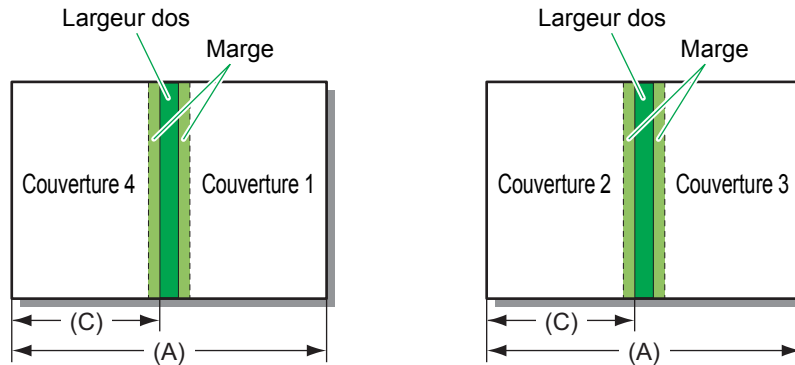 Largeur dos
Marge
Couverture 4
Couverture 1
(C)
(A)
Largeur dos
Marge
Couverture 2
Couverture 3
(C)
(A)